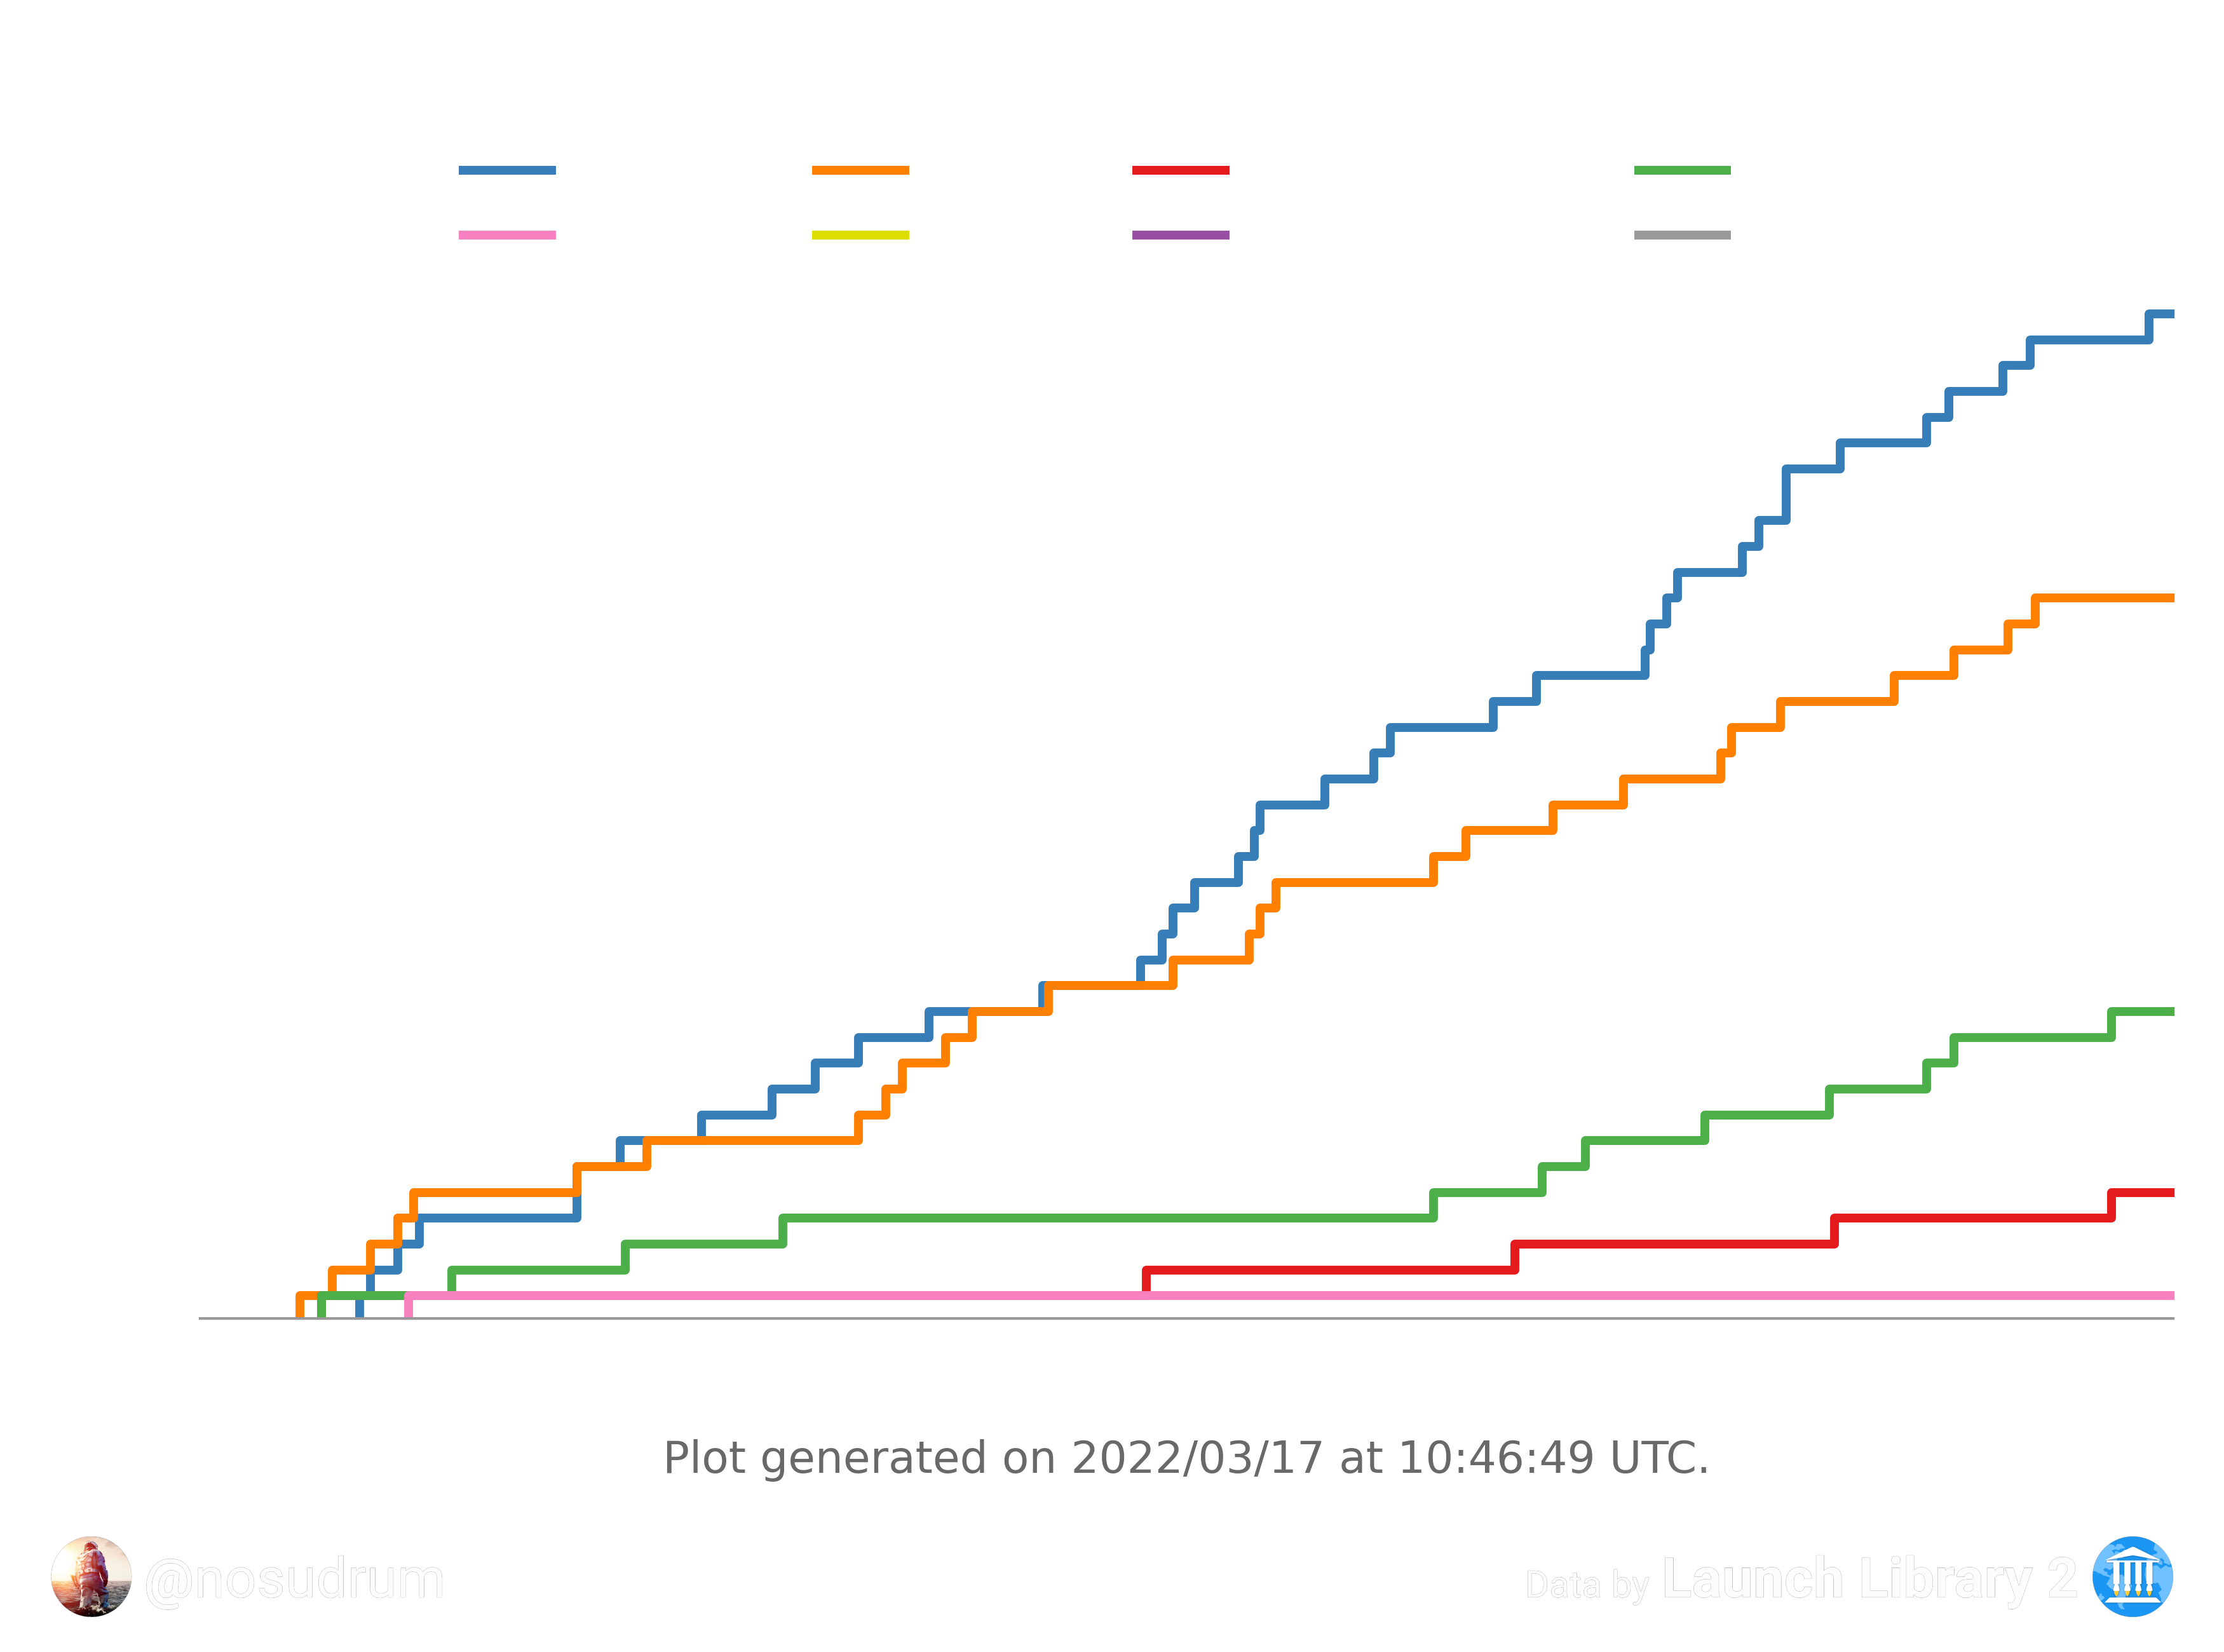 Plot generated on 2022/03/17 at 10:46:49 UTC.
@nosudrum
Data by Launch Library 2